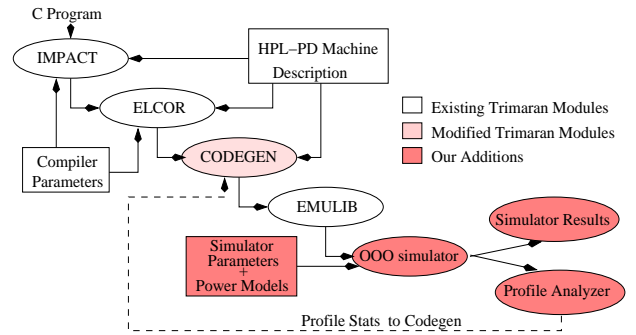 C Program
IMPACT
HPL-PD Machine
Description
ELCOR
Existing Trimaran Modules
Modified Trimaran Modules
Our Additions
Compiler
Parameters
CODEGEN
EMULIB
Simulator
Parameters
+
Power Models
OOO simulator
Simulator Results
Profile Analyzer
Profile Stats to Codegen